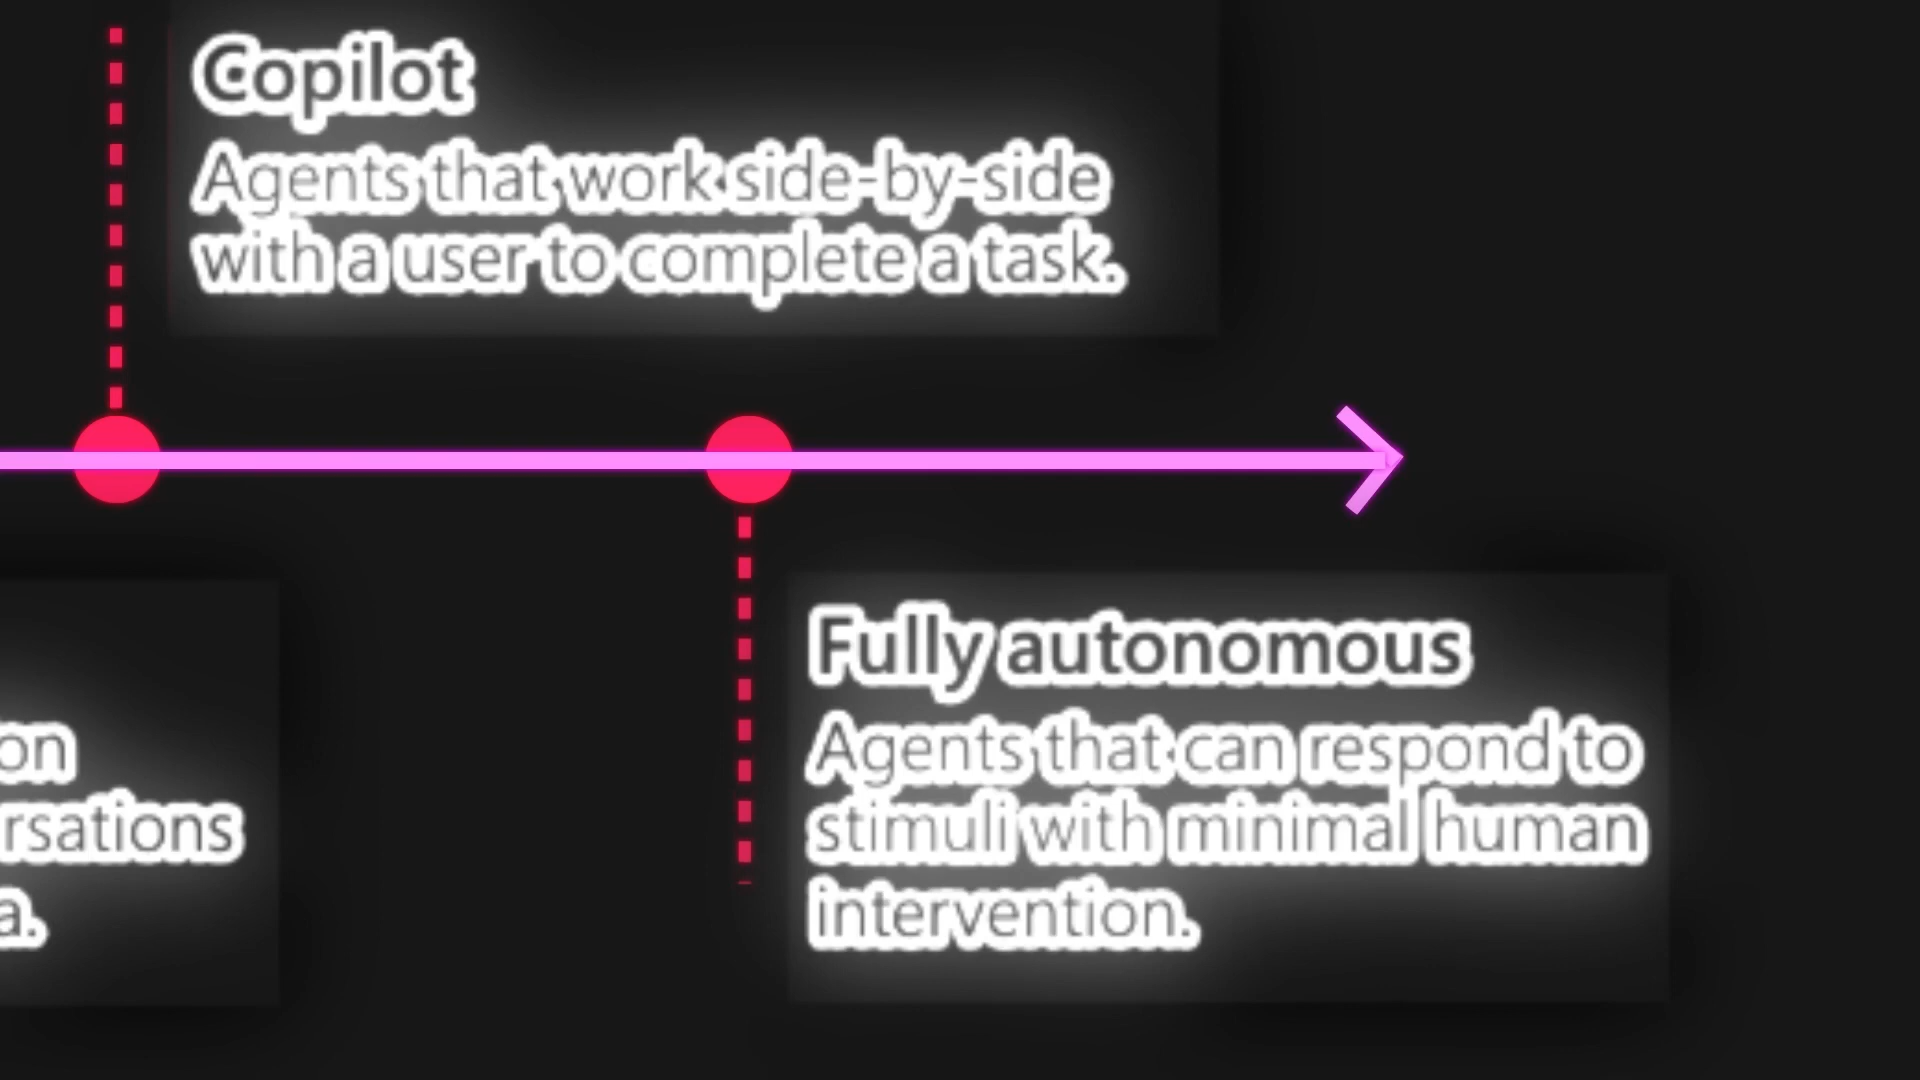 Copilot
Agents that work side-by-side
with a user to complete a task.
on
rsations
a.
Fully autonomous
Agents that can respond to
stimuli with minimal human
intervention.